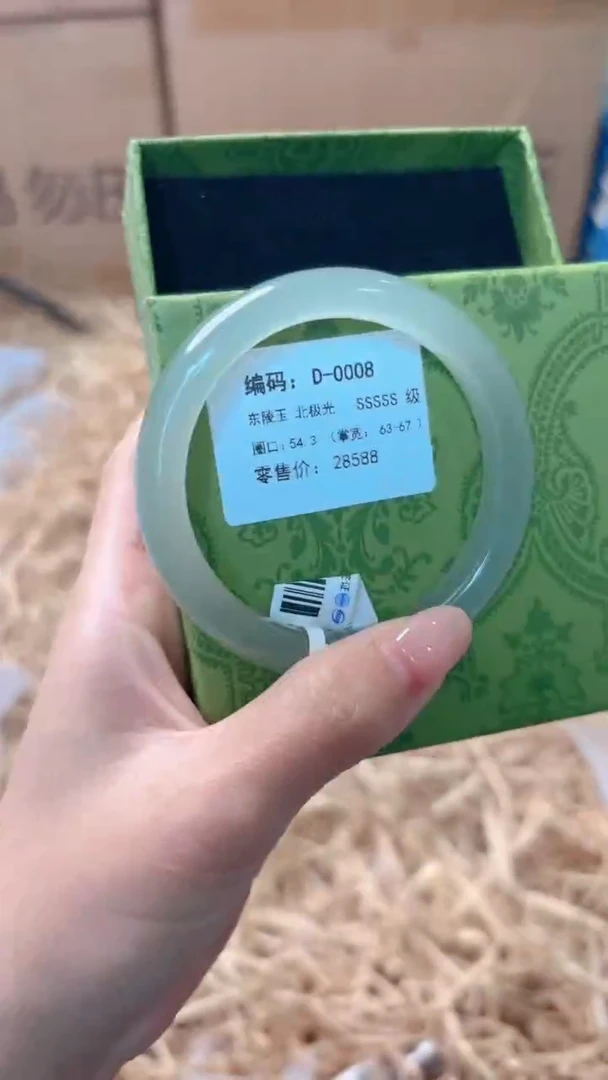 勿
编码：D-0008
东陵玉 北极光 SSSSS 级
圈口：54.3 （掌宽：63-67）
零售价：28588